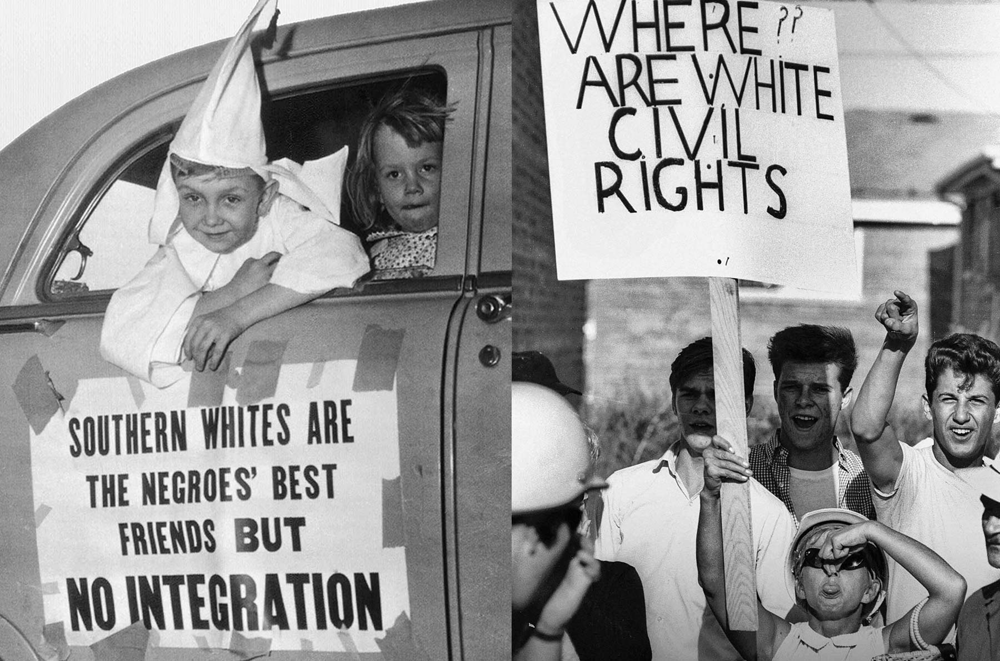 SOUTHERN WHITES ARE
THE NEGROES' BEST
FRIENDS BUT
NO INTEGRATION
WHERE??
ARE WHITE
CIVIL
RIGHTS